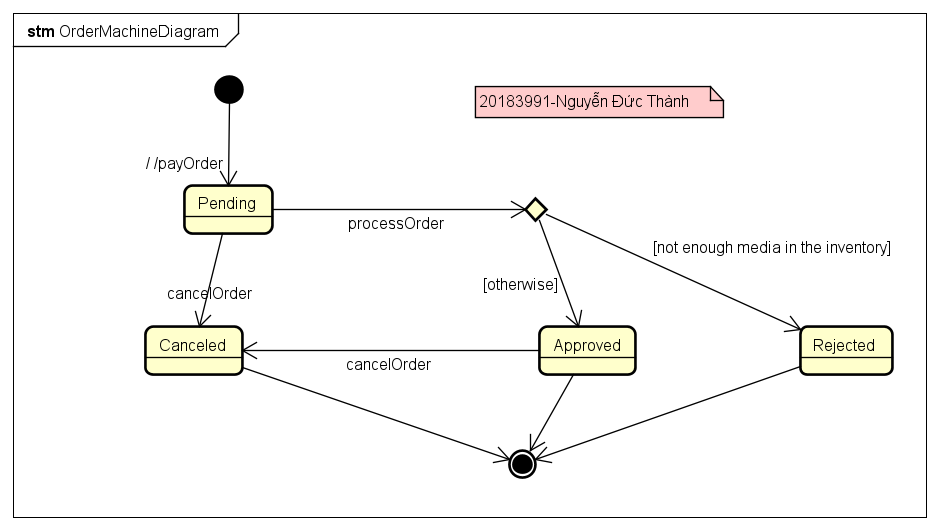 stm OrderMachineDiagram
20183991-Nguyễn Đức Thành
/ /payOrder
Pending
processOrder
[not enough media in the inventory]
[otherwise]
cancelOrder
Canceled
Approved
Rejected
cancelOrder